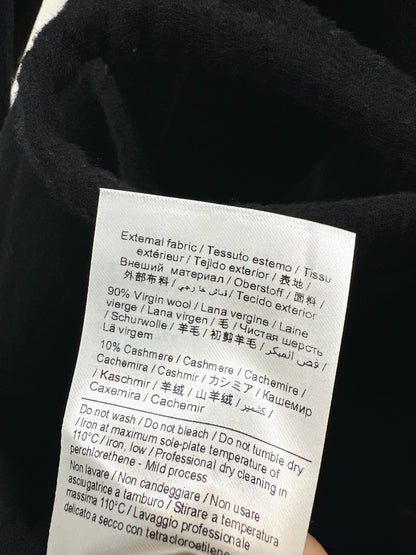 External fabric / Tessuto esterno / Tissu
extérieur / Tejido exterior / 表地 /
Внеший материал / Oberstoff / 面料 /
外部布料 / قماش خارجي / Tecido exterior
90% Virgin wool / Lana vergine / Laine
vierge / Lana virgen / 毛 / Чистая шерсть
/ Schurwolle / 羊毛 / 初剪羊毛 / قص المبكر /
Lã virgem
10% Cashmere / Cashmere / Cachemire /
Cachemira / Cashmir / カシミア / Кашемир
/ Kaschmir / 羊绒 / 山羊絨 / كشمير /
Caxemira / Cachemir
Do not wash / Do not bleach / Do not tumble dry
/ Iron at maximum sole-plate temperature of
110°C / iron, low / Professional dry cleaning in
perchlorethene - Mild process
Non lavare / Non candeggiare / Non usare
asciugatrice a tamburo / Stirare a temperatura
massima 110°C / Lavaggio professionale
delicato a secco con tetracloroetilene